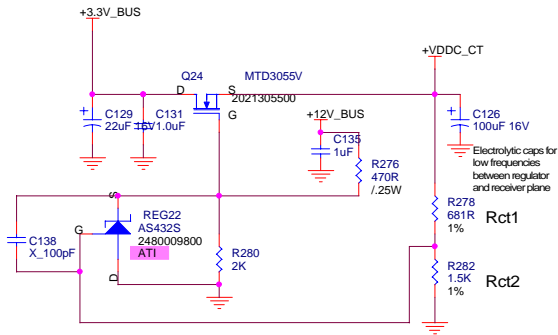 +3.3V_BUS
+VDDC_CT
Q24
MTD3055V
D
S
G
2021305500
C129
22uF 16V
C131
1.0uF
+12V_BUS
C126
100uF 16V
C135
1uF
R276
470R
/.25W
Electrolytic caps for
low frequencies
between regulator
and receiver plane
R278
681R
1%
Rct1
S
REG22
AS432S
2480009800
ATI
G
D
C138
X_100pF
R280
2K
R282
1.5K
1%
Rct2